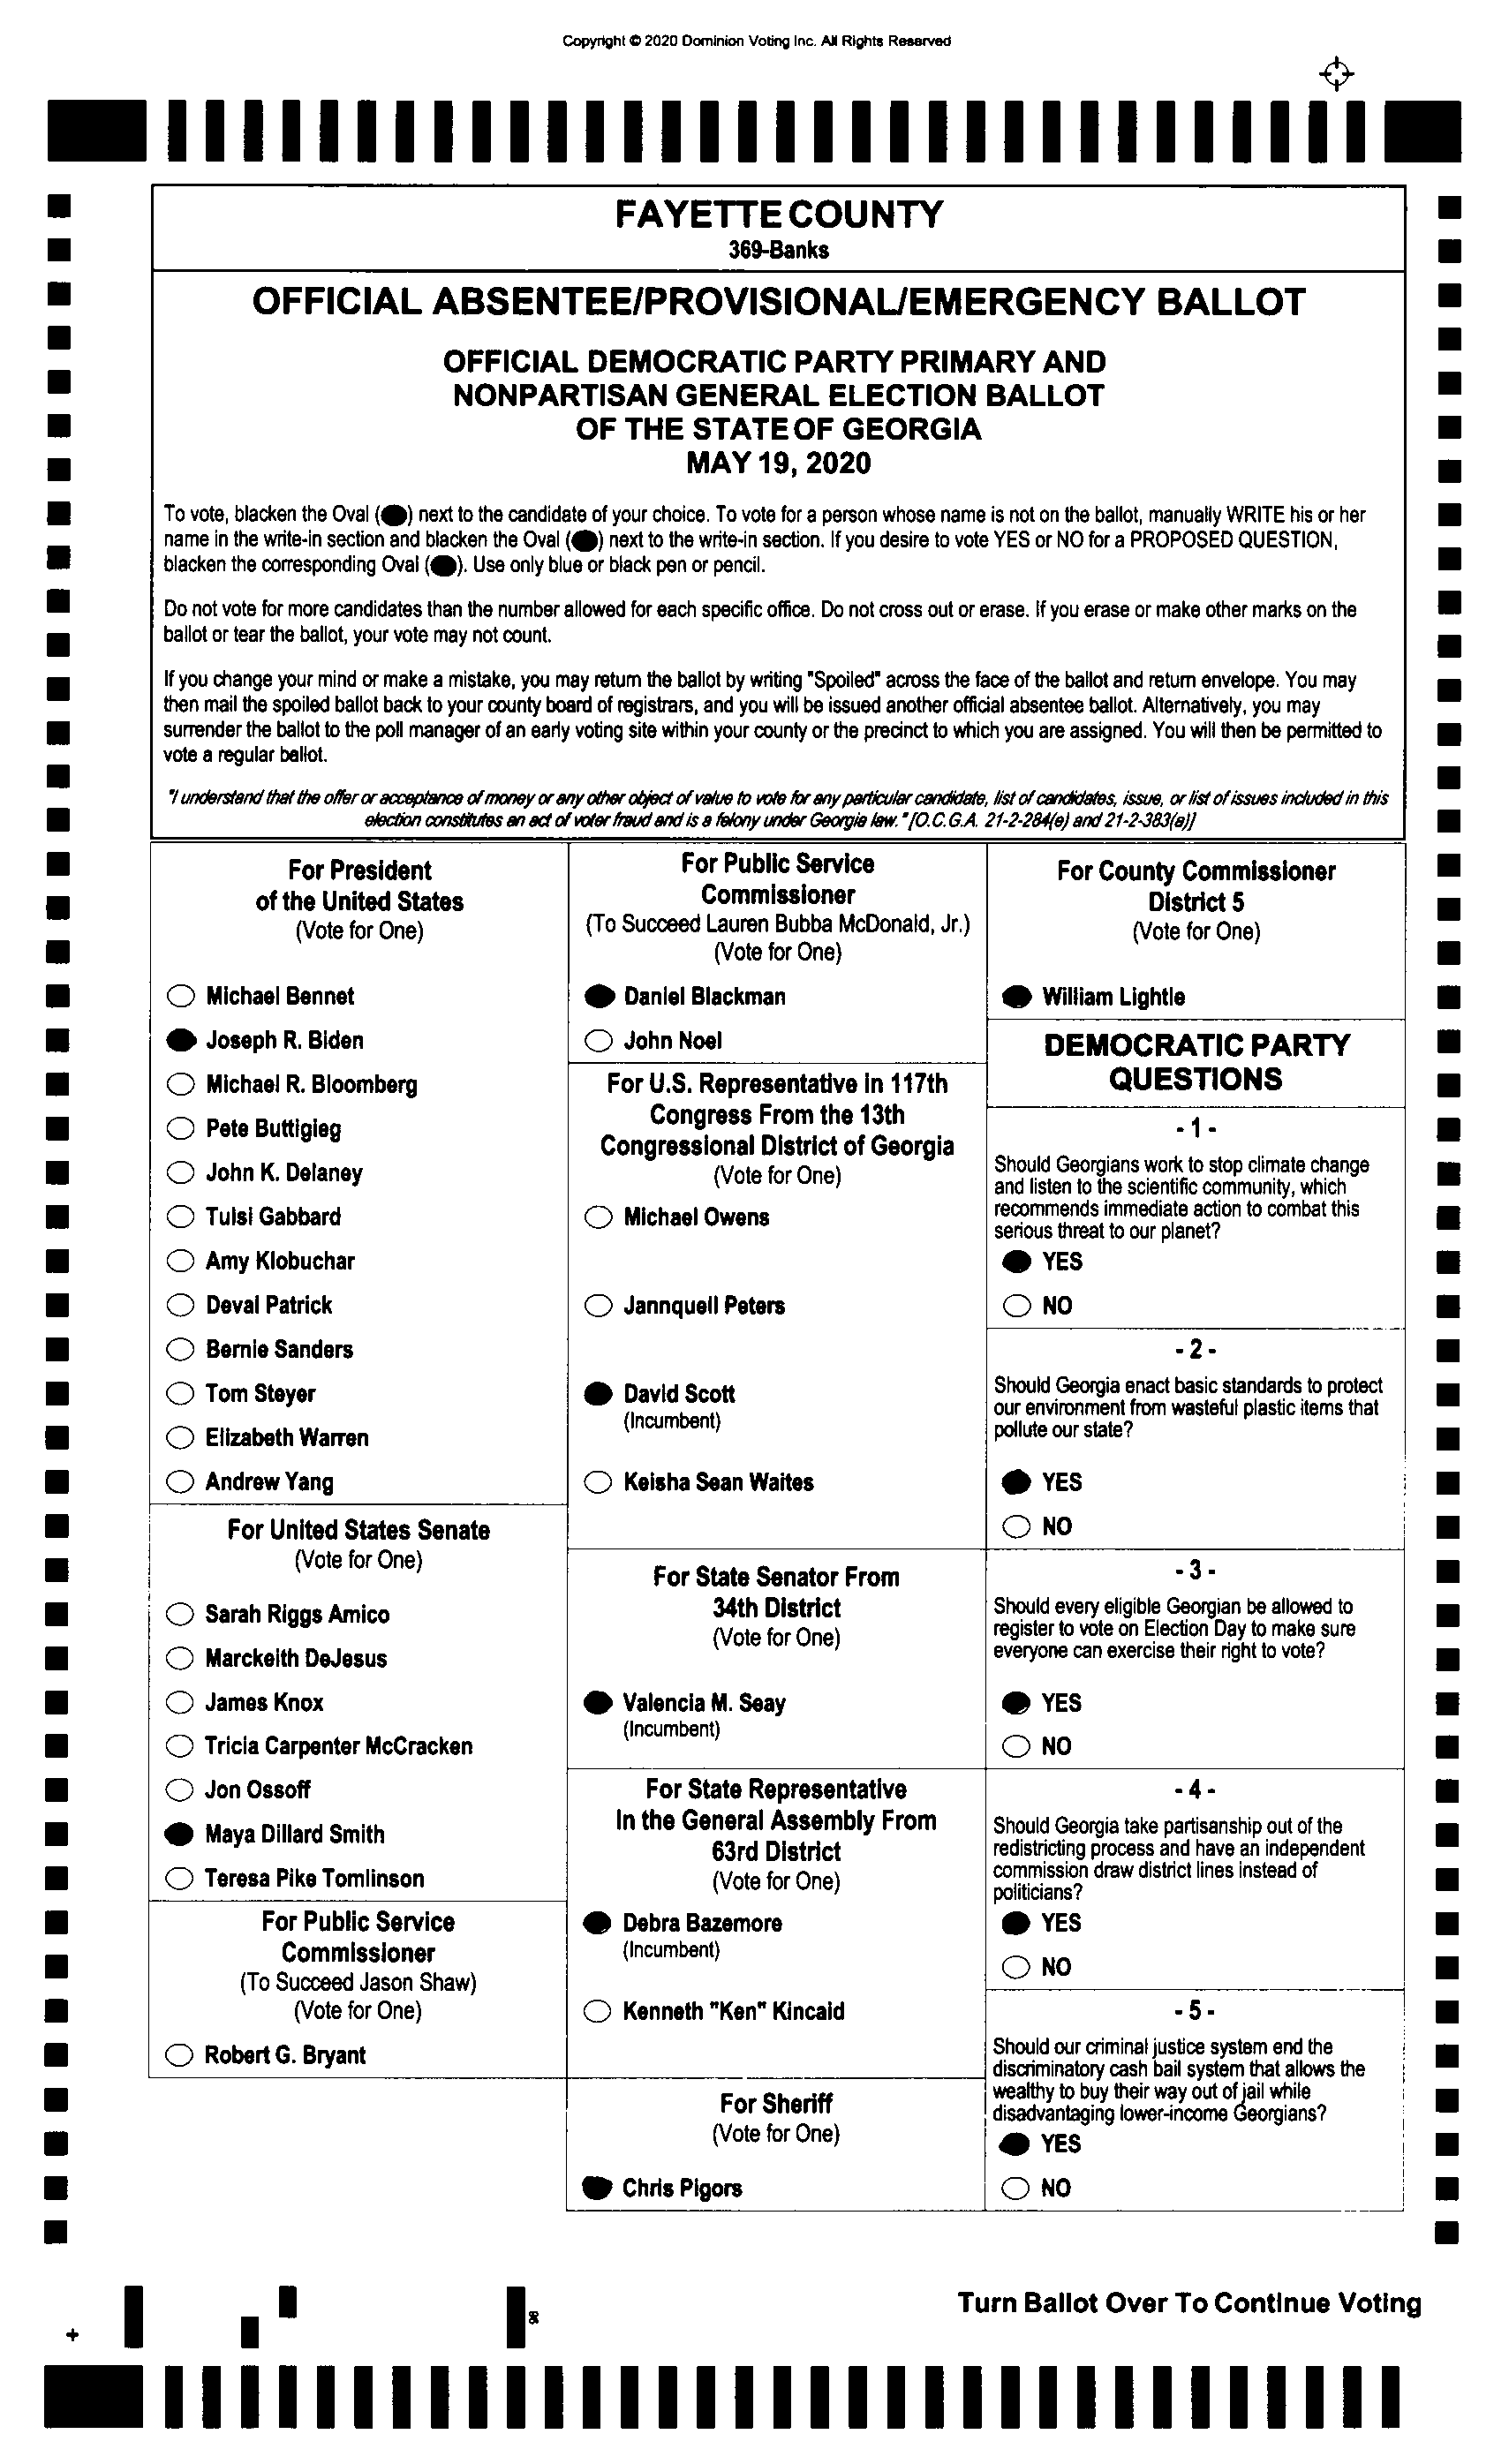 Copyright © 2020 Dominion Voting Inc. All Rights Reserved
FAYETTE COUNTY
369-Banks
OFFICIAL ABSENTEE/PROVISIONAL/EMERGENCY BALLOT
OFFICIAL DEMOCRATIC PARTY PRIMARY AND
NONPARTISAN GENERAL ELECTION BALLOT
OF THE STATE OF GEORGIA
MAY 19, 2020
To vote, blacken the Oval ( ) next to the candidate of your choice. To vote for a person whose name is not on the ballot, manually WRITE his or her
name in the write-in section and blacken the Oval ( ) next to the write-in section. If you desire to vote YES or NO for a PROPOSED QUESTION,
blacken the corresponding Oval ( ). Use only blue or black pen or pencil.
Do not vote for more candidates than the number allowed for each specific office. Do not cross out or erase. If you erase or make other marks on the
ballot or tear the ballot, your vote may not count.
If you change your mind or make a mistake, you may return the ballot by writing "Spoiled" across the face of the ballot and return envelope. You may
then mail the spoiled ballot back to your county board of registrars, and you will be issued another official absentee ballot. Alternatively, you may
surrender the ballot to the poll manager of an early voting site within your county or the precinct to which you are assigned. You will then be permitted to
vote a regular ballot.
"I understand that the offer or acceptance of money or any other object of value to vote for any particular candidate, list of candidates, issue, or list of issues included in this
election constitutes an act of voter fraud and is a felony under Georgia law." [O.C.G.A. 21-2-284(e) and 21-2-383(a)]
For President
of the United States
(Vote for One)
Michael Bennet
Joseph R. Biden
Michael R. Bloomberg
Pete Buttigieg
John K. Delaney
Tulsi Gabbard
Amy Klobuchar
Deval Patrick
Bernie Sanders
Tom Steyer
Elizabeth Warren
Andrew Yang
For United States Senate
(Vote for One)
Sarah Riggs Amico
Marckeith DeJesus
James Knox
Tricia Carpenter McCracken
Jon Ossoff
Maya Dillard Smith
Teresa Pike Tomlinson
For Public Service
Commissioner
(To Succeed Jason Shaw)
(Vote for One)
Robert G. Bryant
For Public Service
Commissioner
(To Succeed Lauren Bubba McDonald, Jr.)
(Vote for One)
Daniel Blackman
John Noel
For U.S. Representative in 117th
Congress From the 13th
Congressional District of Georgia
(Vote for One)
Michael Owens
Jannquell Peters
David Scott
(Incumbent)
Keisha Sean Waites
For State Senator From
34th District
(Vote for One)
Valencia M. Seay
(Incumbent)
For State Representative
In the General Assembly From
63rd District
(Vote for One)
Debra Bazemore
(Incumbent)
Kenneth "Ken" Kincaid
For Sheriff
(Vote for One)
Chris Pigors
For County Commissioner
District 5
(Vote for One)
William Lightle
DEMOCRATIC PARTY
QUESTIONS
- 1 -
Should Georgians work to stop climate change
and listen to the scientific community, which
recommends immediate action to combat this
serious threat to our planet?
YES
NO
- 2 -
Should Georgia enact basic standards to protect
our environment from wasteful plastic items that
pollute our state?
YES
NO
- 3 -
Should every eligible Georgian be allowed to
register to vote on Election Day to make sure
everyone can exercise their right to vote?
YES
NO
- 4 -
Should Georgia take partisanship out of the
redistricting process and have an independent
commission draw district lines instead of
politicians?
YES
NO
- 5 -
Should our criminal justice system end the
discriminatory cash bail system that allows the
wealthy to buy their way out of jail while
disadvantaging lower-income Georgians?
YES
NO
Turn Ballot Over To Continue Voting